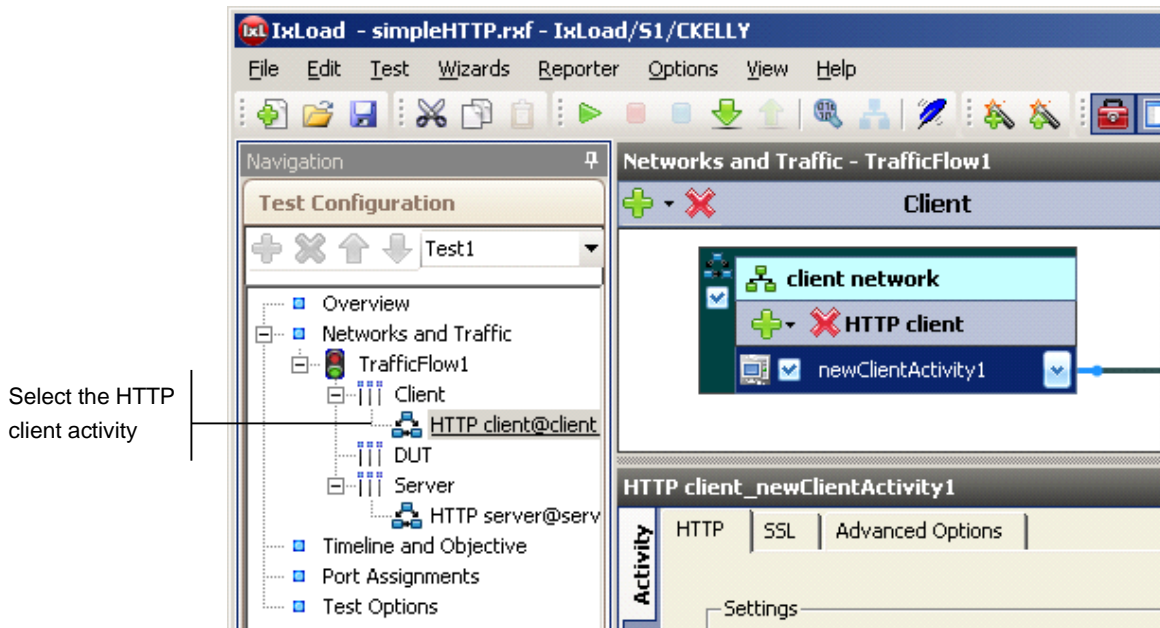 IxL IxLoad - simpleHTTP.rxf - IxLoad/S1/CKELLY
File Edit Test Wizards Reporter Options View Help
Navigation
Test Configuration
Test1
Overview
Networks and Traffic
TrafficFlow1
Client
HTTP client@client
DUT
Server
HTTP server@serv
Timeline and Objective
Port Assignments
Test Options
Select the HTTP
client activity
Networks and Traffic - TrafficFlow1
Client
client network
HTTP client
newClientActivity1
HTTP client_newClientActivity1
Activity
HTTP SSL Advanced Options
Settings